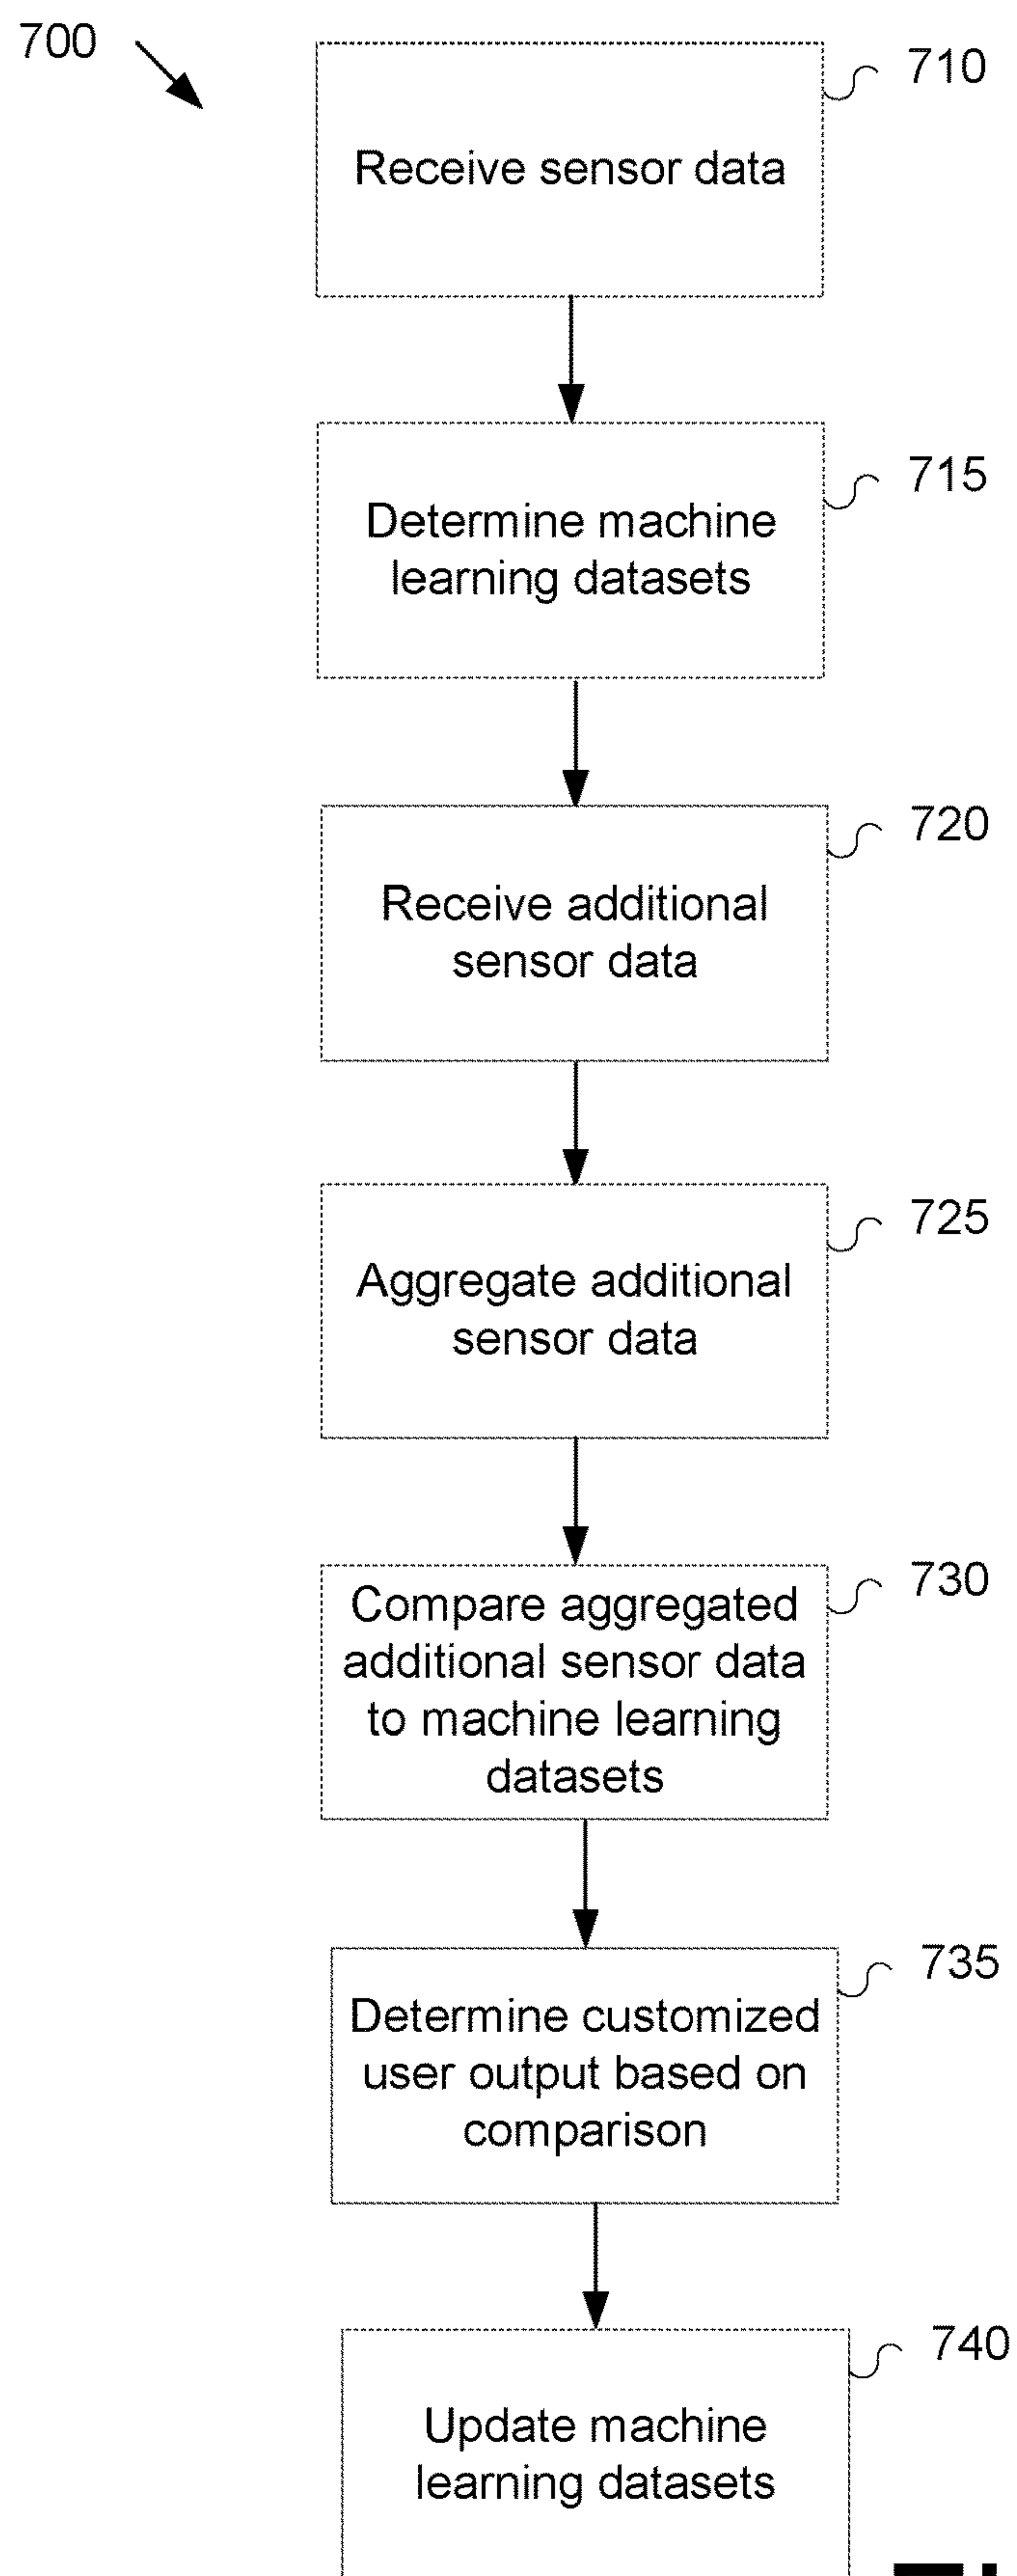 700
710
Receive sensor data
715
Determine machine
learning datasets
720
Receive additional
sensor data
725
Aggregate additional
sensor data
730
Compare aggregated
additional sensor data
to machine learning
datasets
735
Determine customized
user output based on
comparison
740
Update machine
learning datasets